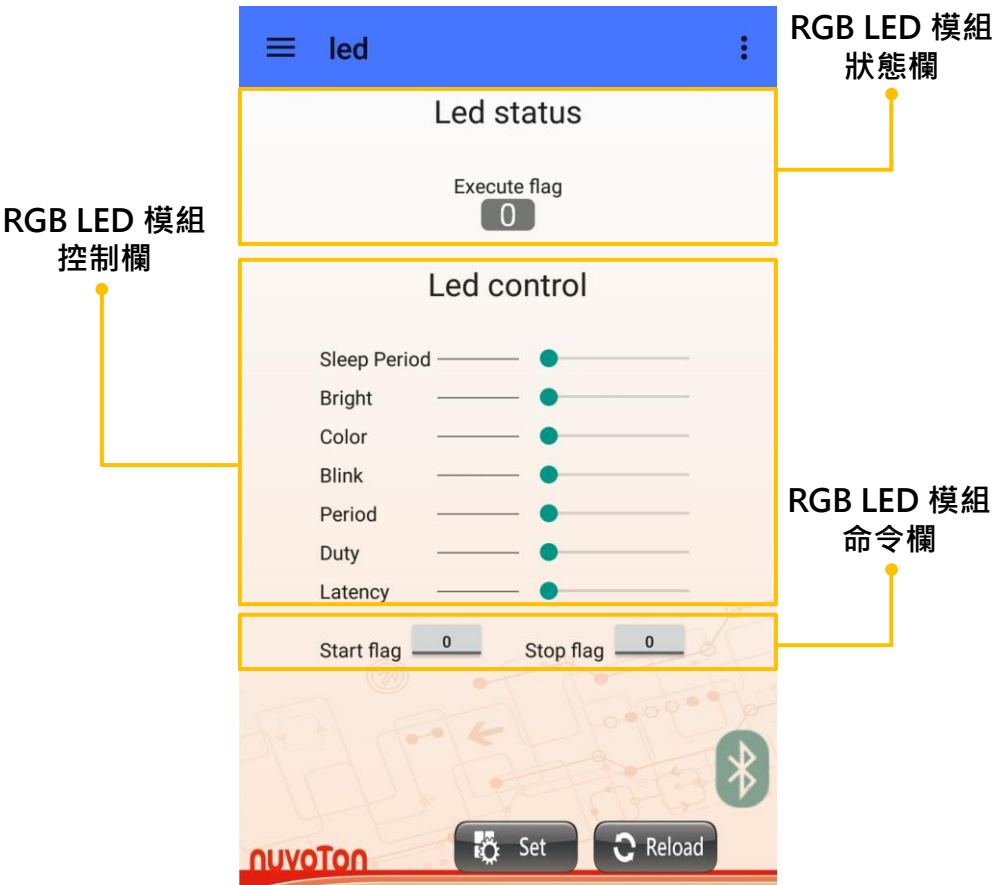 led
RGB LED 模組
狀態欄
Led status
Execute flag
0
RGB LED 模組
控制欄
Led control
Sleep Period
Bright
Color
Blink
Period
Duty
Latency
RGB LED 模組
命令欄
Start flag 0 Stop flag 0
Set
Reload
nuvoTon